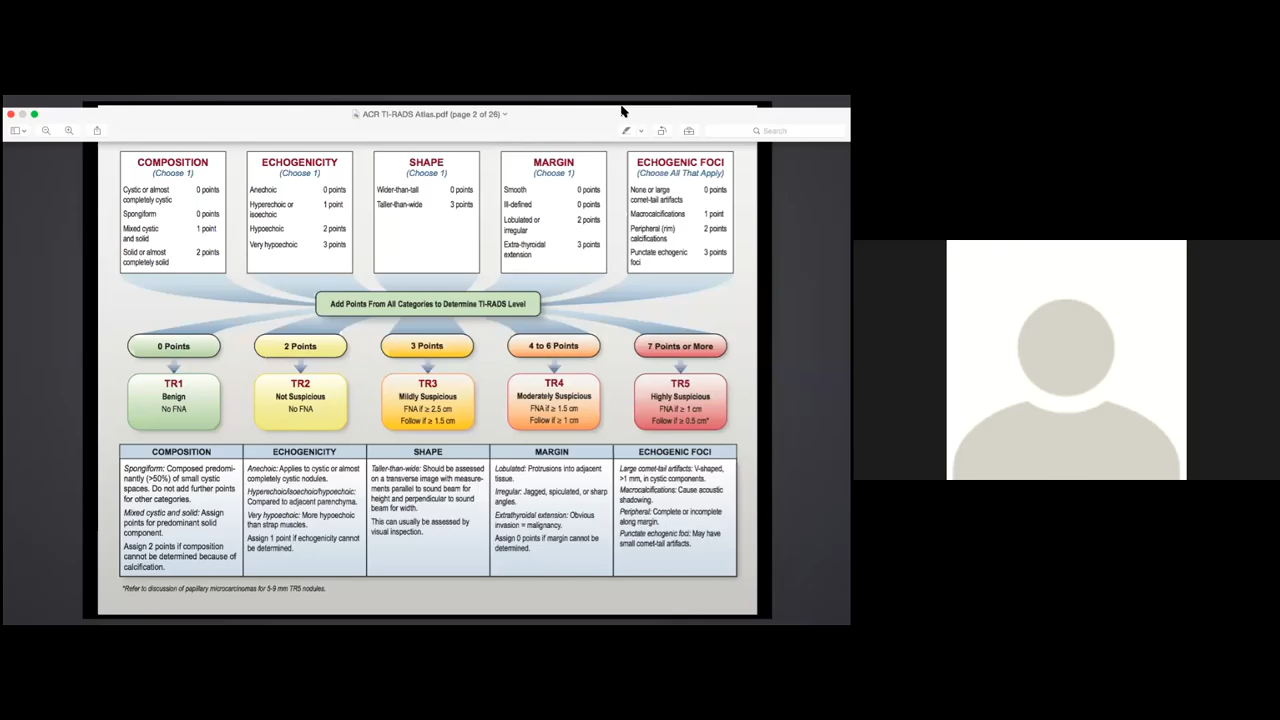 ACR TI-RADS Atlas.pdf (page 2 of 26)
Search
COMPOSITION
(Choose 1)
Cystic or almost completely cystic 0 points
Spongiform 0 points
Mixed cystic and solid 1 point
Solid or almost completely solid 2 points
ECHOGENICITY
(Choose 1)
Anechoic 0 points
Hyperechoic or isoechoic 1 point
Hypoechoic 2 points
Very hypoechoic 3 points
SHAPE
(Choose 1)
Wider-than-tall 0 points
Taller-than-wide 3 points
MARGIN
(Choose 1)
Smooth 0 points
Ill-defined 0 points
Lobulated or irregular 2 points
Extra-thyroidal extension 3 points
ECHOGENIC FOCI
(Choose All That Apply)
None or large comet-tail artifacts 0 points
Macrocalcifications 1 point
Peripheral (rim) calcifications 2 points
Punctate echogenic foci 3 points
Add Points From All Categories to Determine TI-RADS Level
0 Points
2 Points
3 Points
4 to 6 Points
7 Points or More
TR1
Benign
No FNA
TR2
Not Suspicious
No FNA
TR3
Mildly Suspicious
FNA if ≥ 2.5 cm
Follow if ≥ 1.5 cm
TR4
Moderately Suspicious
FNA if ≥ 1.5 cm
Follow if ≥ 1 cm
TR5
Highly Suspicious
FNA if ≥ 1 cm
Follow if ≥ 0.5 cm*
COMPOSITION
Spongiform: Composed predomi-
nantly (>50%) of small cystic
spaces. Do not add further points
for other categories.
Mixed cystic and solid: Assign
points for predominant solid
component.
Assign 2 points if composition
cannot be determined because of
calcification.
ECHOGENICITY
Anechoic: Applies to cystic or almost
completely cystic nodules.
Hyperechoic/isoechoic/hypoechoic:
Compared to adjacent parenchyma.
Very hypoechoic: More hypoechoic
than strap muscles.
Assign 1 point if echogenicity cannot
be determined.
SHAPE
Taller-than-wide: Should be assessed
on a transverse image with measure-
ments parallel to sound beam for
height and perpendicular to sound
beam for width.
This can usually be assessed by
visual inspection.
MARGIN
Lobulated: Protrusions into adjacent
tissue.
Irregular: Jagged, spiculated, or sharp
angles.
Extrathyroidal extension: Obvious
invasion = malignancy.
Assign 0 points if margin cannot be
determined.
ECHOGENIC FOCI
Large comet-tail artifacts: V-shaped,
>1 mm, in cystic components.
Macrocalcifications: Cause acoustic
shadowing.
Peripheral: Complete or incomplete
along margin.
Punctate echogenic foci: May have
small comet-tail artifacts.
*Refer to discussion of papillary microcarcinomas for 5-9 mm TR5 nodules.